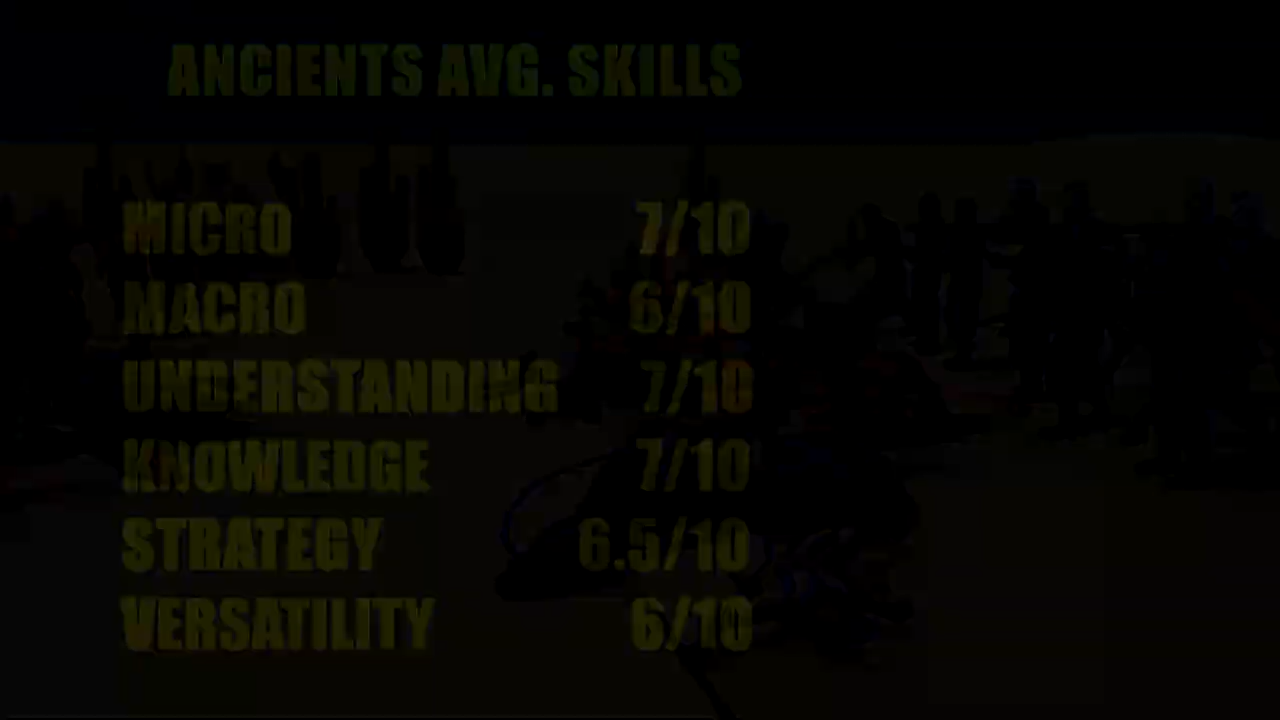 ANCIENTS AVG. SKILLS
MICRO 7/10
MACRO 6/10
UNDERSTANDING 7/10
KNOWLEDGE 7/10
STRATEGY 6.5/10
VERSATILITY 6/10